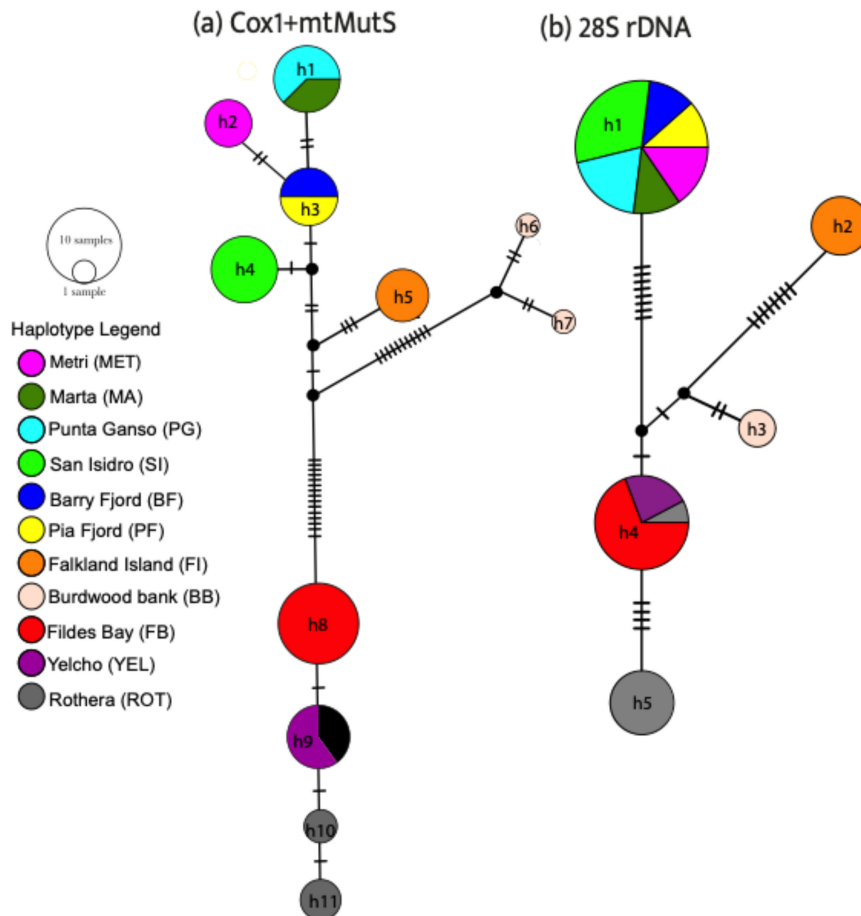 (a) Cox1+mtMutS
(b) 28S rDNA
h1
h2
h3
h4
h5
h6
h7
h8
h9
h10
h11
10 samples
1 sample
Haplotype Legend
Metri (MET)
Marta (MA)
Punta Ganso (PG)
San Isidro (SI)
Barry Fjord (BF)
Pia Fjord (PF)
Falkland Island (FI)
Burdwood bank (BB)
Fildes Bay (FB)
Yelcho (YEL)
Rothera (ROT)
h1
h2
h3
h4
h5